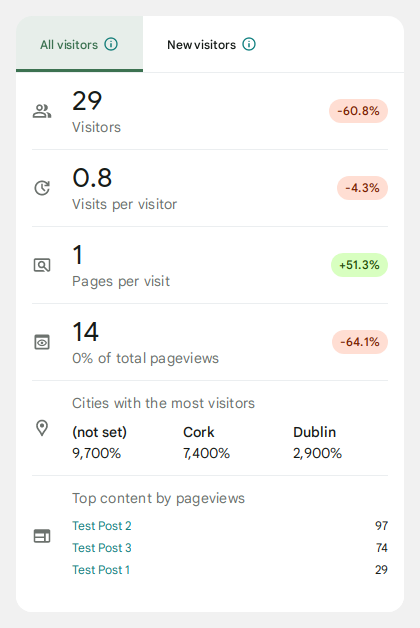 All visitors
New visitors
29
Visitors
-60.8%
0.8
Visits per visitor
-4.3%
1
Pages per visit
+51.3%
14
0% of total pageviews
-64.1%
Cities with the most visitors
(not set) Cork Dublin
9,700% 7,400% 2,900%
Top content by pageviews
Test Post 2 97
Test Post 3 74
Test Post 1 29